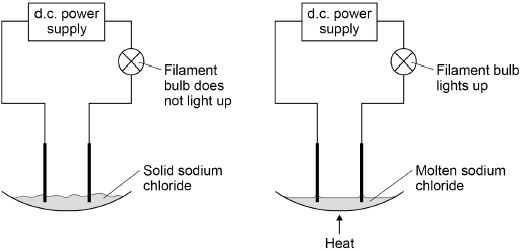 d.c. power
supply
Filament
bulb does
not light up
Solid sodium
chloride
d.c. power
supply
Filament bulb
lights up
Molten sodium
chloride
Heat